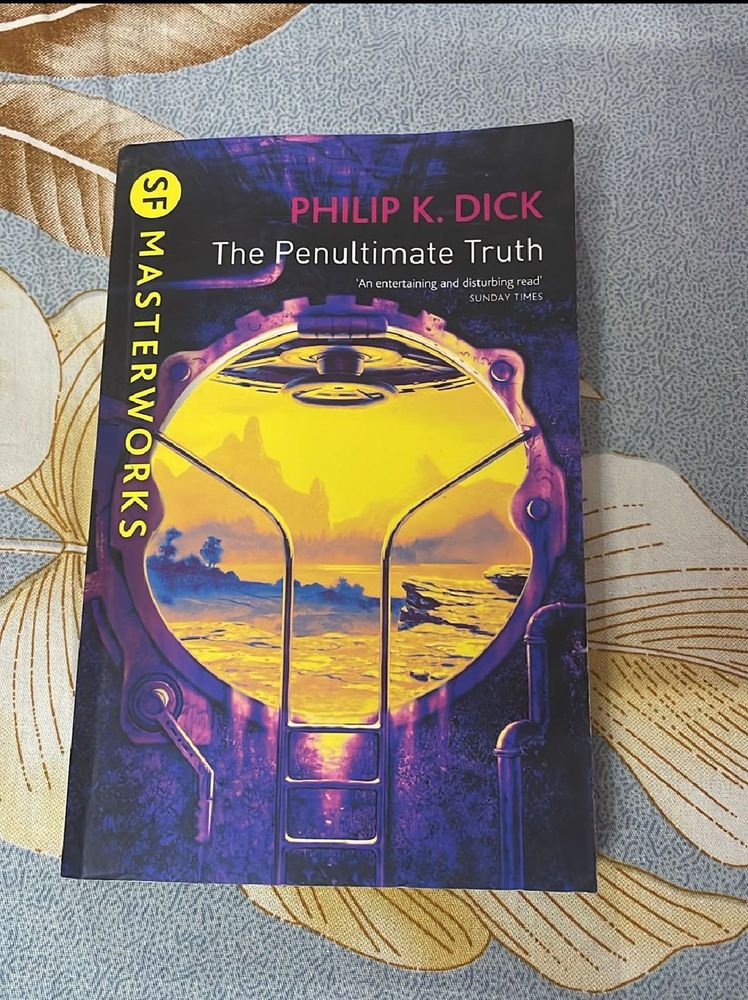 SF MASTERWORKS
PHILIP K. DICK
The Penultimate Truth
'An entertaining and disturbing read'
SUNDAY TIMES